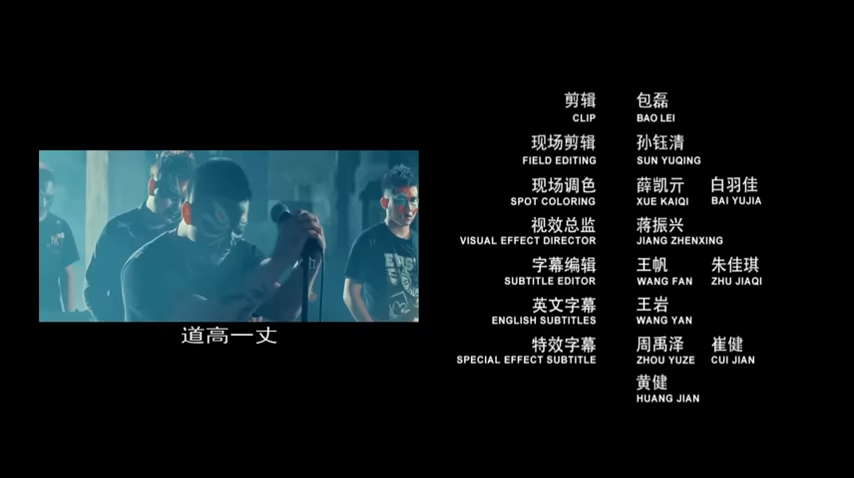 道高一丈
剪辑 包磊
CLIP BAO LEI
现场剪辑 孙钰清
FIELD EDITING SUN YUQING
现场调色 薛凯亓 白羽佳
SPOT COLORING XUE KAIQI BAI YUJIA
视效总监 蒋振兴
VISUAL EFFECT DIRECTOR JIANG ZHENXING
字幕编辑 王帆 朱佳琪
SUBTITLE EDITOR WANG FAN ZHU JIAQI
英文字幕 王岩
ENGLISH SUBTITLES WANG YAN
特效字幕 周禹泽 崔健
SPECIAL EFFECT SUBTITLE ZHOU YUZE CUI JIAN
黄健
HUANG JIAN